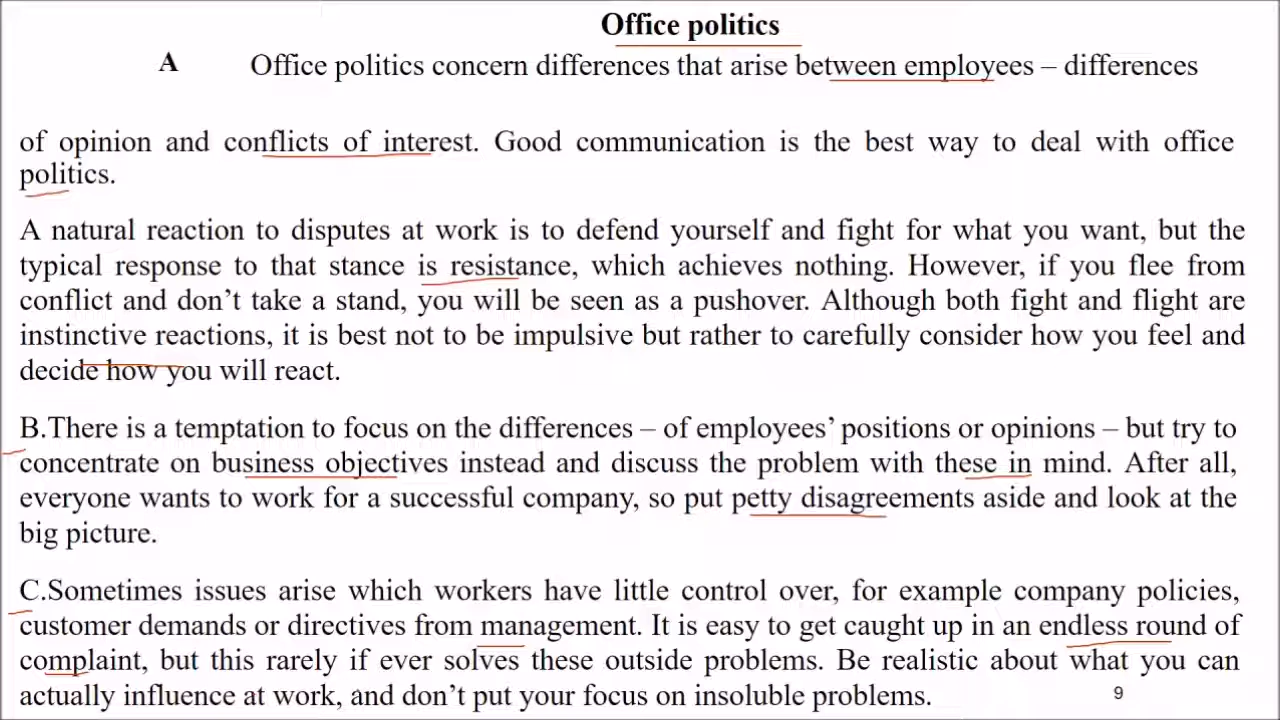 Office politics
A Office politics concern differences that arise between employees – differences
of opinion and conflicts of interest. Good communication is the best way to deal with office
politics.
A natural reaction to disputes at work is to defend yourself and fight for what you want, but the
typical response to that stance is resistance, which achieves nothing. However, if you flee from
conflict and don’t take a stand, you will be seen as a pushover. Although both fight and flight are
instinctive reactions, it is best not to be impulsive but rather to carefully consider how you feel and
decide how you will react.
B.There is a temptation to focus on the differences – of employees’ positions or opinions – but try to
concentrate on business objectives instead and discuss the problem with these in mind. After all,
everyone wants to work for a successful company, so put petty disagreements aside and look at the
big picture.
C.Sometimes issues arise which workers have little control over, for example company policies,
customer demands or directives from management. It is easy to get caught up in an endless round of
complaint, but this rarely if ever solves these outside problems. Be realistic about what you can
actually influence at work, and don’t put your focus on insoluble problems.
9